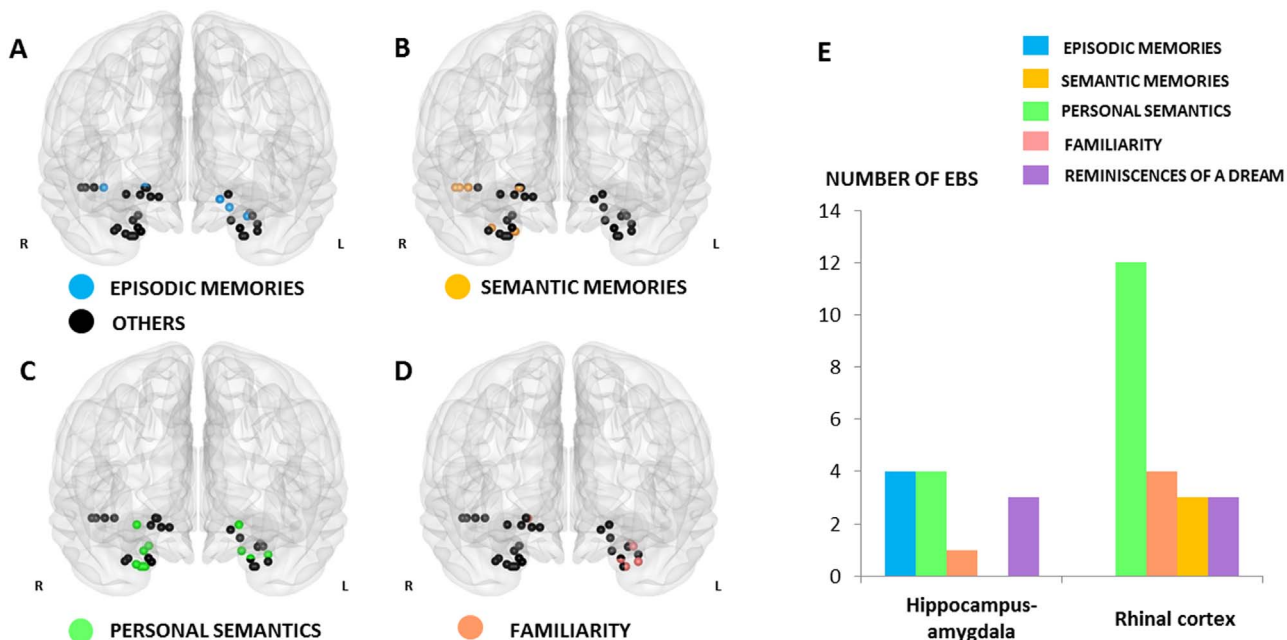 A
R
L
EPISODIC MEMORIES
OTHERS
B
R
L
SEMANTIC MEMORIES
C
R
L
PERSONAL SEMANTICS
D
R
L
FAMILIARITY
E
EPISODIC MEMORIES
SEMANTIC MEMORIES
PERSONAL SEMANTICS
FAMILIARITY
REMINISCENCES OF A DREAM
NUMBER OF EBS
14
12
10
8
6
4
2
0
Hippocampus-
amygdala
Rhinal cortex